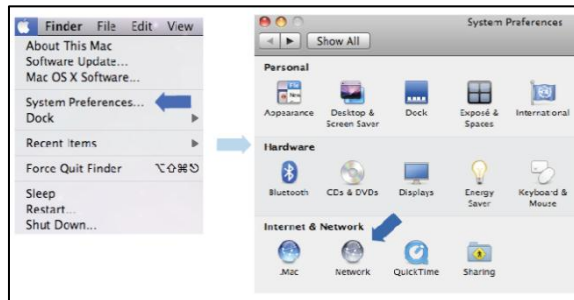 Finder File Edit View
About This Mac
Software Update...
Mac OS X Software...
System Preferences...
Dock
Recent Items
Force Quit Finder ⌥⇧⌘⎋
Sleep
Restart...
Shut Down...
System Preferences
Show All
Personal
Appearance Desktop & Screen Saver Dock Exposé & Spaces International
Hardware
Bluetooth CDs & DVDs Displays Energy Saver Keyboard & Mouse
Internet & Network
.Mac Network QuickTime Sharing